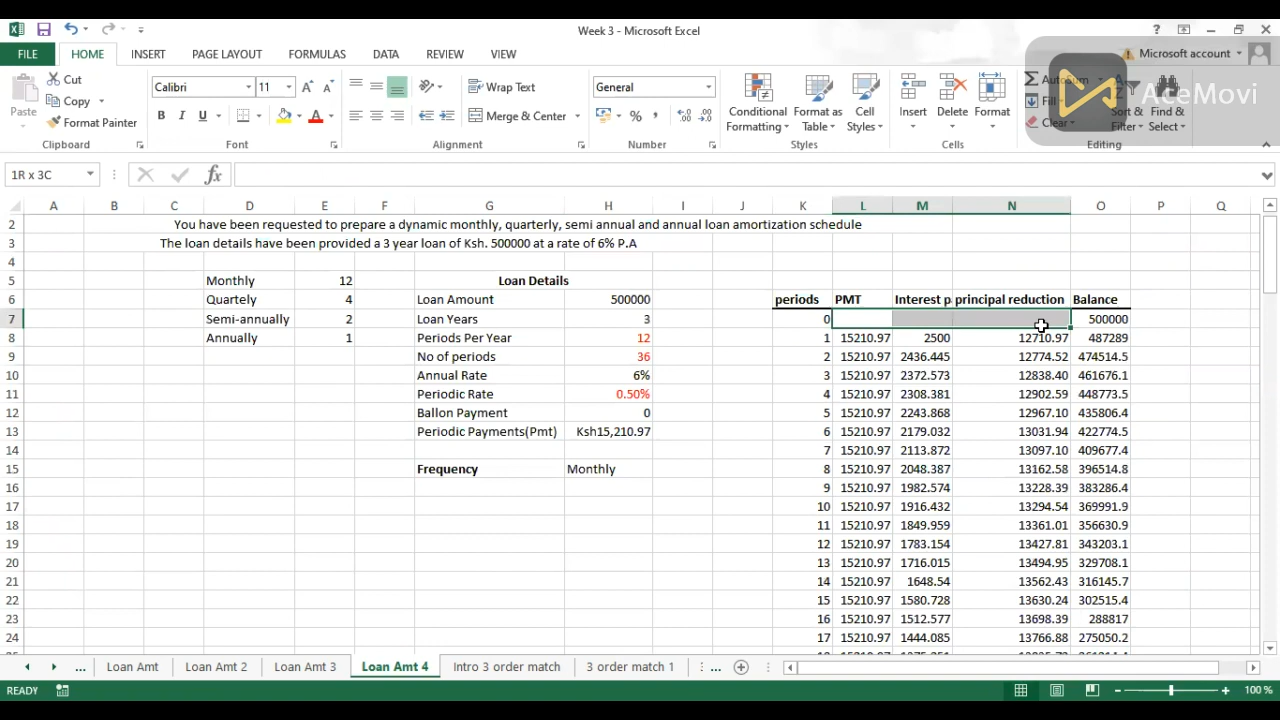 Week 3 - Microsoft Excel
FILE HOME INSERT PAGE LAYOUT FORMULAS DATA REVIEW VIEW Microsoft account
Cut
Copy
Format Painter
Paste
Clipboard
Calibri 11
B I U
Font
Wrap Text
Merge & Center
Alignment
General
Number
Conditional Formatting
Format as Table
Cell Styles
Styles
Insert Delete Format
Cells
AutoSum
Fill
Clear
Sort & Filter
Find & Select
Editing
AceMovi
1R x 3C
A B C D E F G H I J K L M N O P Q
2 You have been requested to prepare a dynamic monthly, quarterly, semi annual and annual loan amortization schedule
3 The loan details have been provided a 3 year loan of Ksh. 500000 at a rate of 6% P.A
4
5 Monthly 12 Loan Details
6 Quartely 4 Loan Amount 500000 periods PMT Interest p principal reduction Balance
7 Semi-annually 2 Loan Years 3 0 500000
8 Annually 1 Periods Per Year 12 1 15210.97 2500 12710.97 487289
9 No of periods 36 2 15210.97 2436.445 12774.52 474514.5
10 Annual Rate 6% 3 15210.97 2372.573 12838.40 461676.1
11 Periodic Rate 0.50% 4 15210.97 2308.381 12902.59 448773.5
12 Ballon Payment 0 5 15210.97 2243.868 12967.10 435806.4
13 Periodic Payments(Pmt) Ksh15,210.97 6 15210.97 2179.032 13031.94 422774.5
14 7 15210.97 2113.872 13097.10 409677.4
15 Frequency Monthly 8 15210.97 2048.387 13162.58 396514.8
16 9 15210.97 1982.574 13228.39 383286.4
17 10 15210.97 1916.432 13294.54 369991.9
18 11 15210.97 1849.959 13361.01 356630.9
19 12 15210.97 1783.154 13427.81 343203.1
20 13 15210.97 1716.015 13494.95 329708.1
21 14 15210.97 1648.54 13562.43 316145.7
22 15 15210.97 1580.728 13630.24 302515.4
23 16 15210.97 1512.577 13698.39 288817
24 17 15210.97 1444.085 13766.88 275050.2
... Loan Amt Loan Amt 2 Loan Amt 3 Loan Amt 4 Intro 3 order match 3 order match 1 ...
READY 100 %